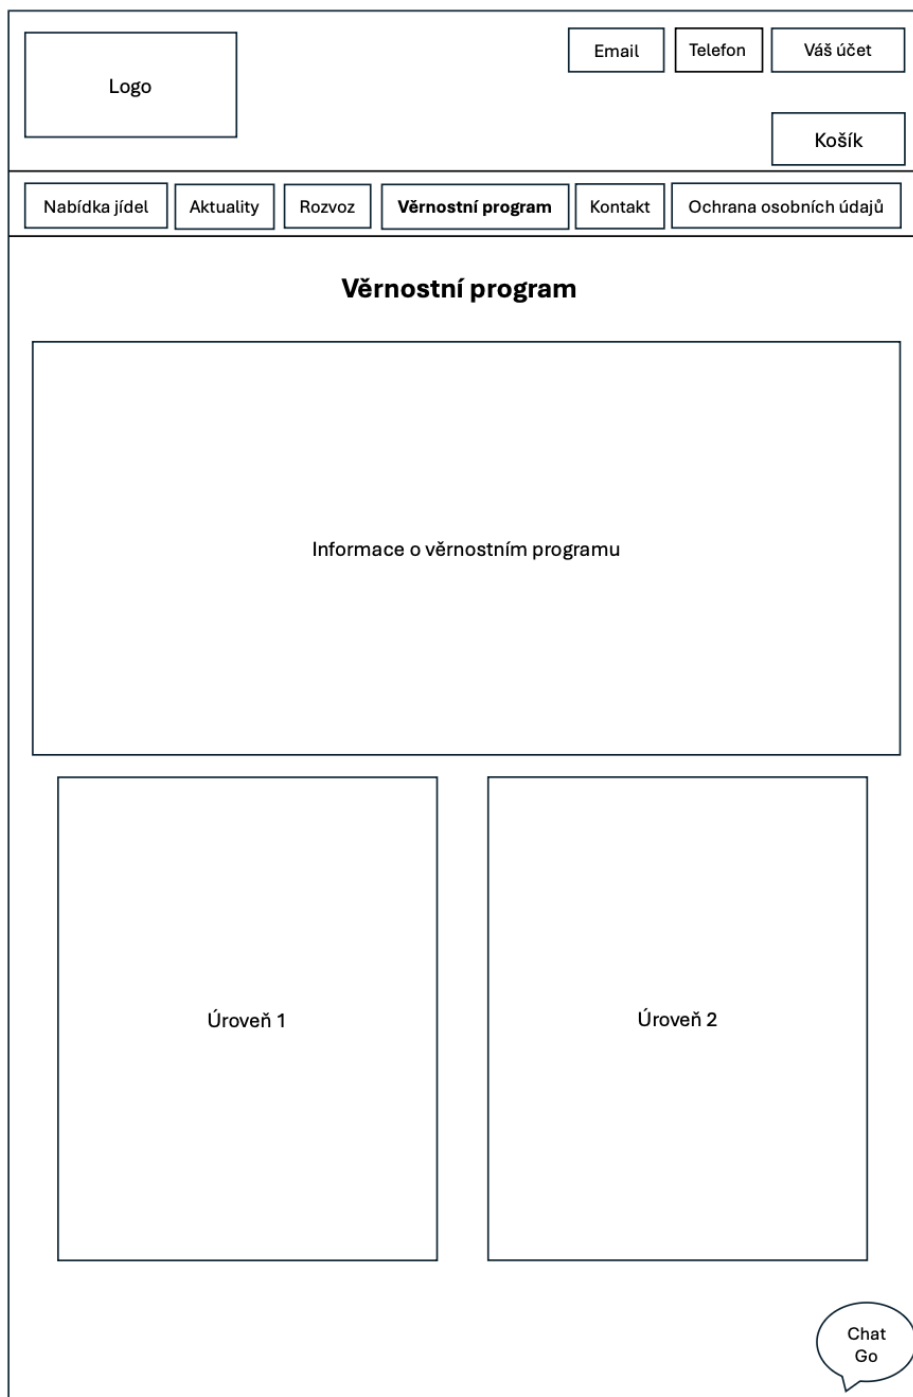 Logo
Email
Telefon
Váš účet
Košík
Nabídka jídel
Aktuality
Rozvoz
Věrnostní program
Kontakt
Ochrana osobních údajů
Věrnostní program
Informace o věrnostním programu
Úroveň 1
Úroveň 2
Chat
Go